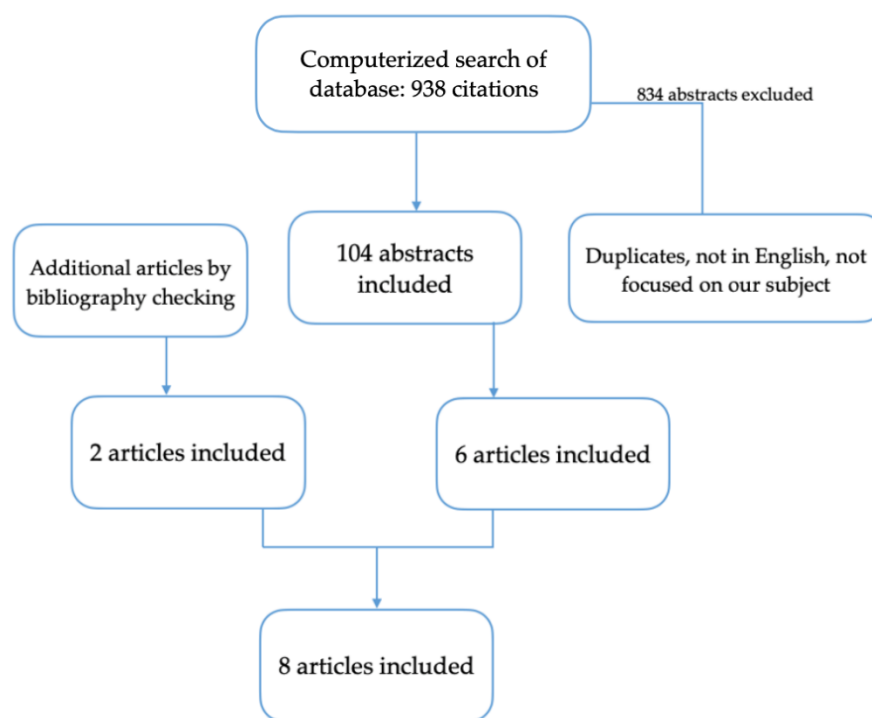 Computerized search of
database: 938 citations
834 abstracts excluded
104 abstracts
included
Duplicates, not in English, not
focused on our subject
Additional articles by
bibliography checking
2 articles included
6 articles included
8 articles included